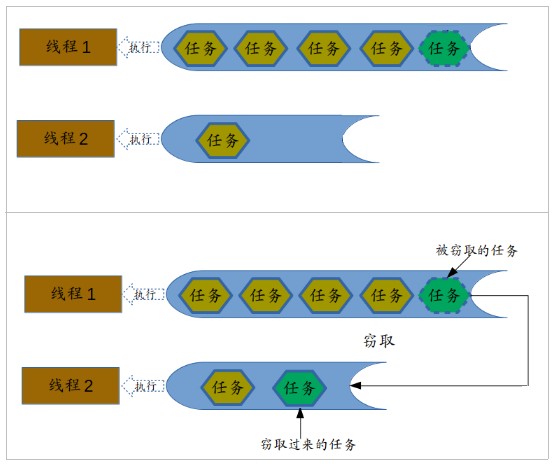 线程1 执行 任务 任务 任务 任务 任务
线程2 执行 任务
被窃取的任务
线程1 执行 任务 任务 任务 任务 任务
窃取
线程2 执行 任务 任务
窃取过来的任务